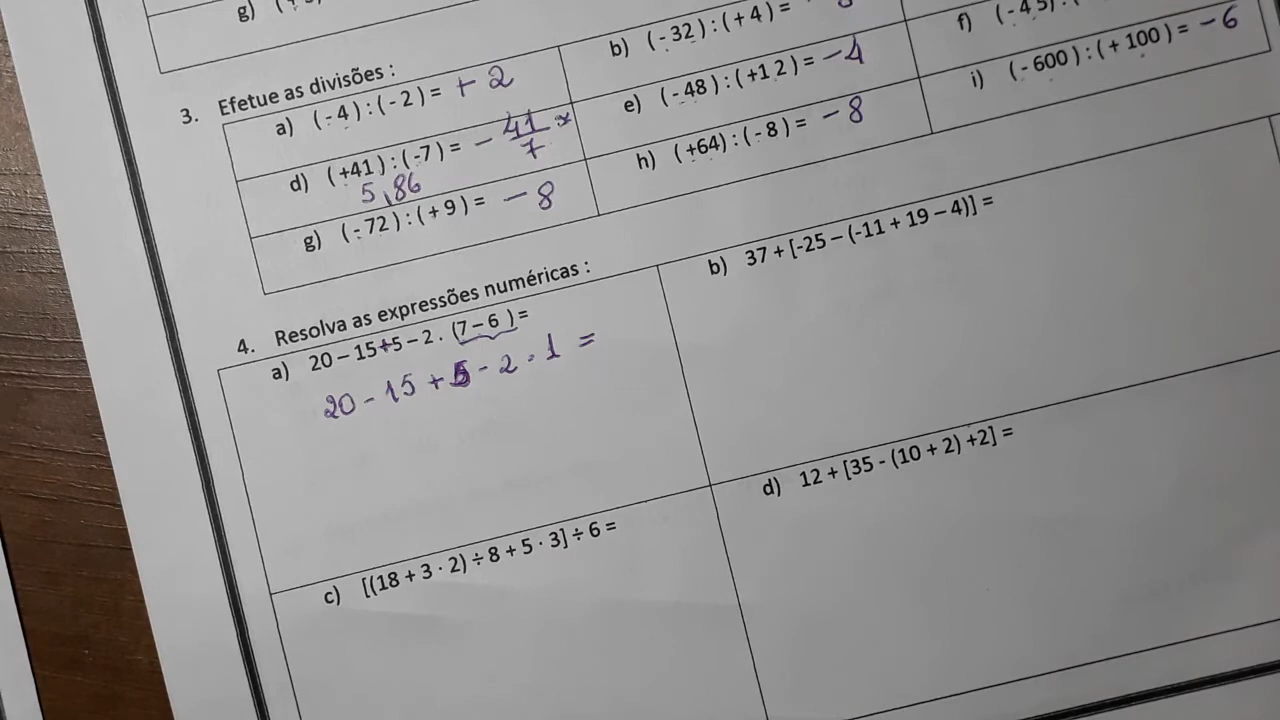 g)
3. Efetue as divisões :
a) (- 4) : (- 2) = + 2
b) (- 32) : (+ 4) =
d) (+41) : (-7) = - 41/7
5,86
e) (- 48) : (+1 2) = - 4
f) (- 45) :
g) (- 72) : (+ 9) = - 8
h) (+64) : (- 8) = - 8
i) (- 600) : (+ 100 ) = - 6
4. Resolva as expressões numéricas :
a) 20 – 15+5 – 2 . (7 – 6 ) =
20 - 15 + 5 - 2 . 1 =
b) 37 + [-25 – (-11 + 19 – 4)] =
c) [(18 + 3 · 2) ÷ 8 + 5 · 3] ÷ 6 =
d) 12 + [35 - (10 + 2) +2] =